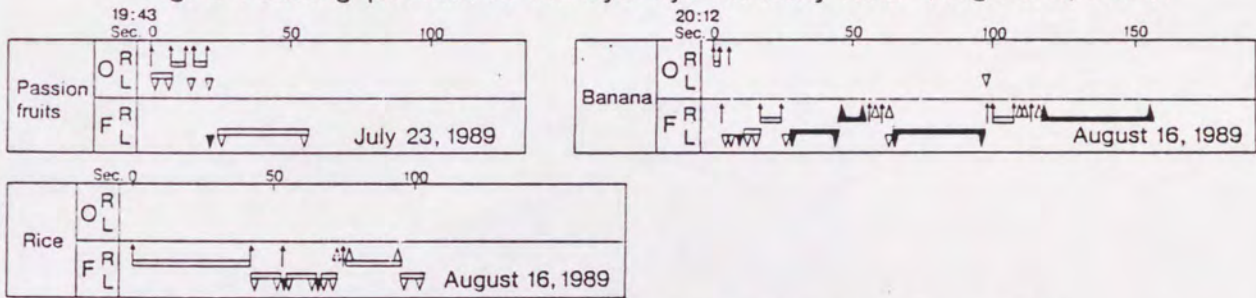 19:43
Sec. 0 50 100
Passion fruits
O R L
F R L
July 23, 1989
20:12
Sec. 0 50 100 150
Banana
O R L
F R L
August 16, 1989
Sec. 0 50 100
Rice
O R L
F R L
August 16, 1989